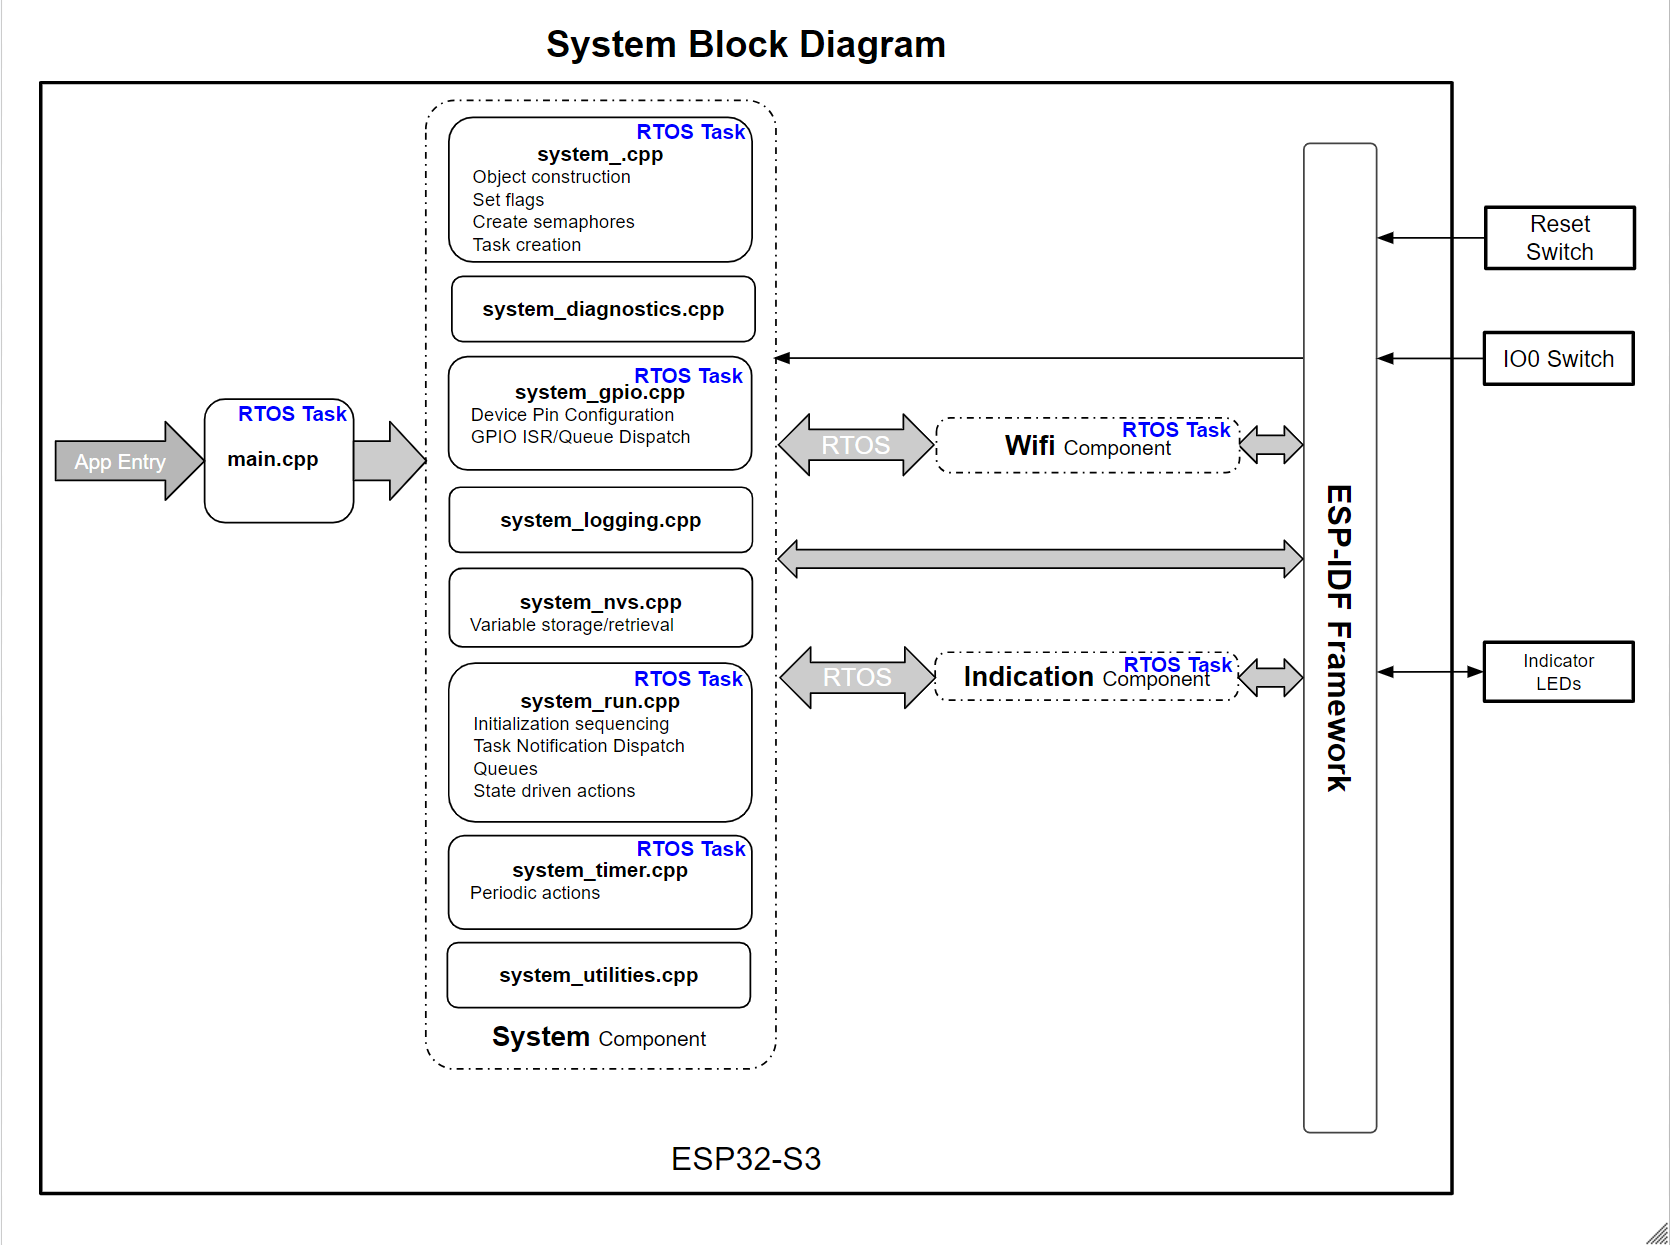 System Block Diagram
RTOS Task
system_.cpp
Object construction
Set flags
Create semaphores
Task creation
system_diagnostics.cpp
RTOS Task
system_gpio.cpp
Device Pin Configuration
GPIO ISR/Queue Dispatch
system_logging.cpp
system_nvs.cpp
Variable storage/retrieval
RTOS Task
system_run.cpp
Initialization sequencing
Task Notification Dispatch
Queues
State driven actions
RTOS Task
system_timer.cpp
Periodic actions
system_utilities.cpp
System Component
App Entry
RTOS Task
main.cpp
RTOS
RTOS Task
Wifi Component
RTOS
RTOS Task
Indication Component
ESP-IDF Framework
Reset
Switch
IO0 Switch
Indicator
LEDs
ESP32-S3